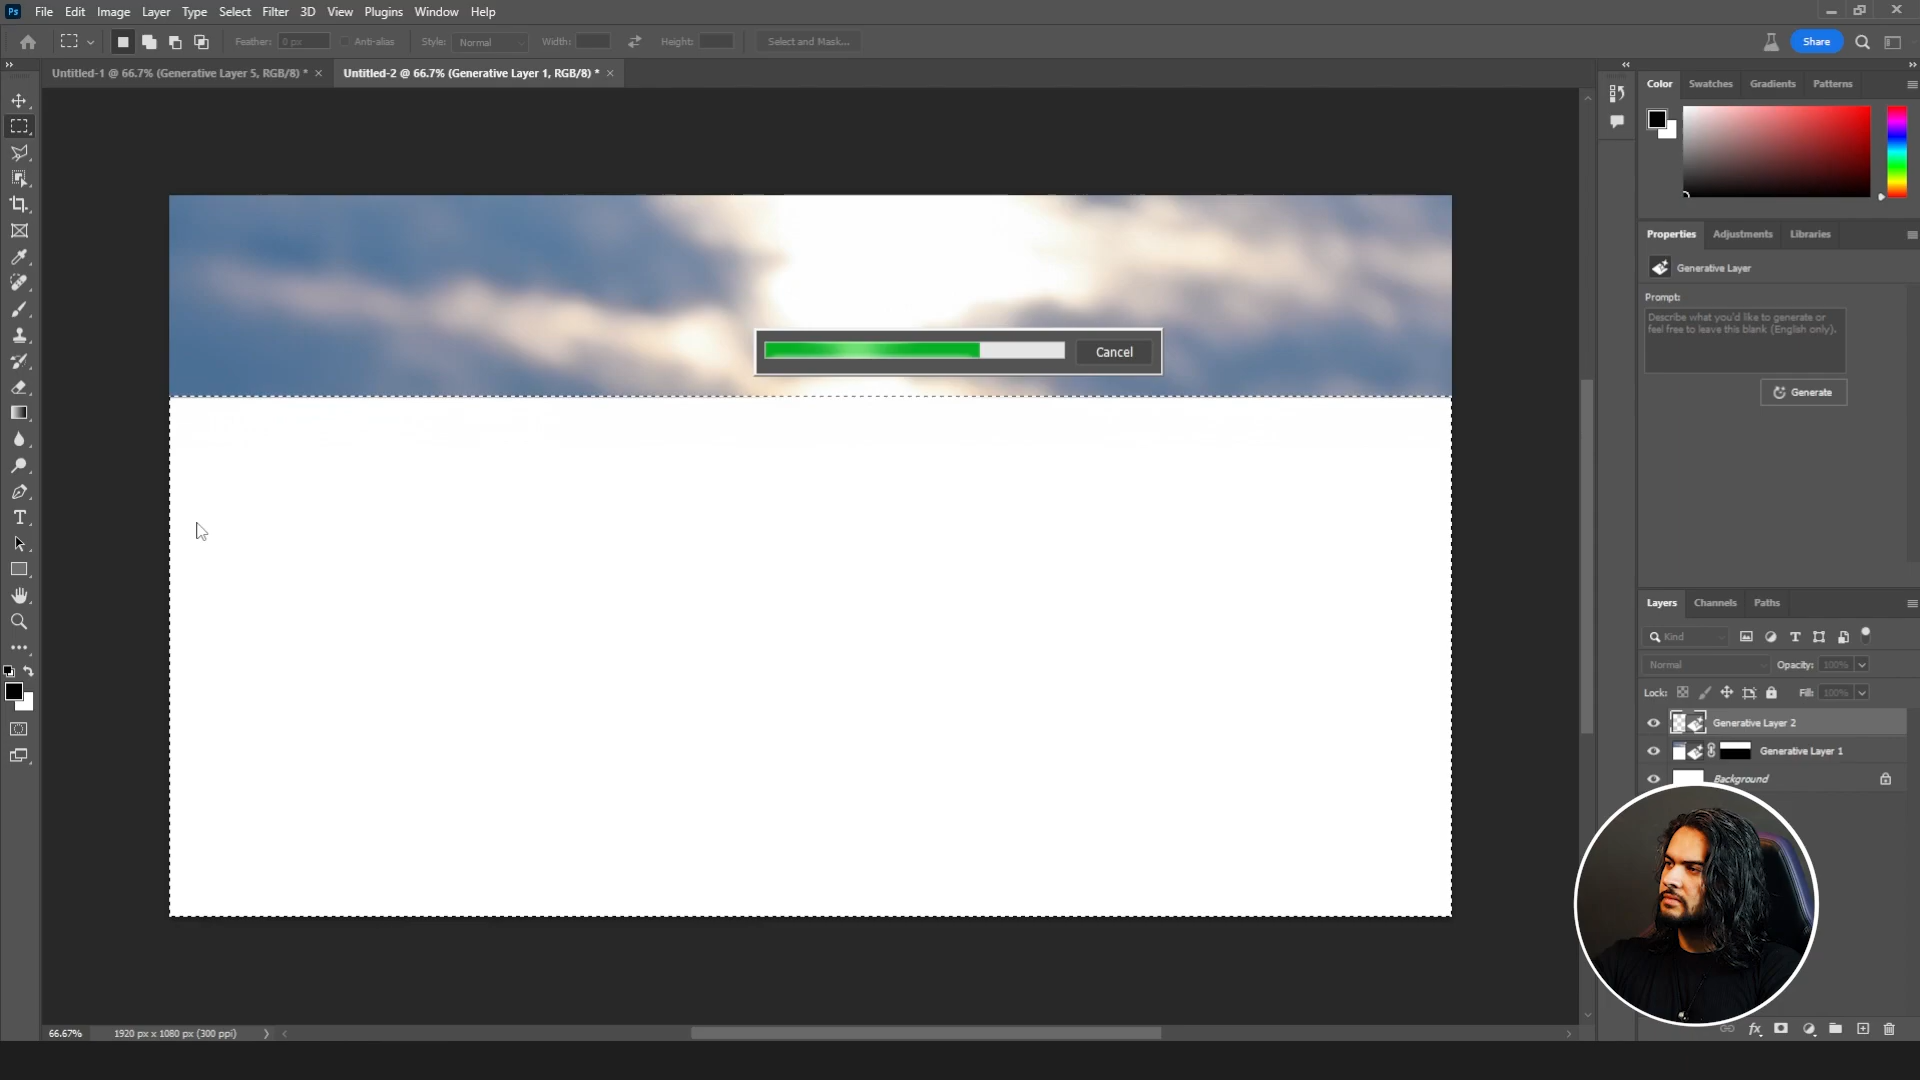 Ps File Edit Image Layer Type Select Filter 3D View Plugins Window Help
Feather: 0 px Anti-alias Style: Normal Width: Height: Select and Mask... Share
Untitled-1 @ 66.7% (Generative Layer 5, RGB/8) * × Untitled-2 @ 66.7% (Generative Layer 1, RGB/8) * ×
Color Swatches Gradients Patterns
Properties Adjustments Libraries
Generative Layer
Prompt:
Describe what you'd like to generate or
feel free to leave this blank (English only).
Generate
Cancel
Layers Channels Paths
Kind
Normal Opacity: 100%
Lock: Fill: 100%
Generative Layer 2
Generative Layer 1
Background
66.67% 1920 px x 1080 px (300 ppi)